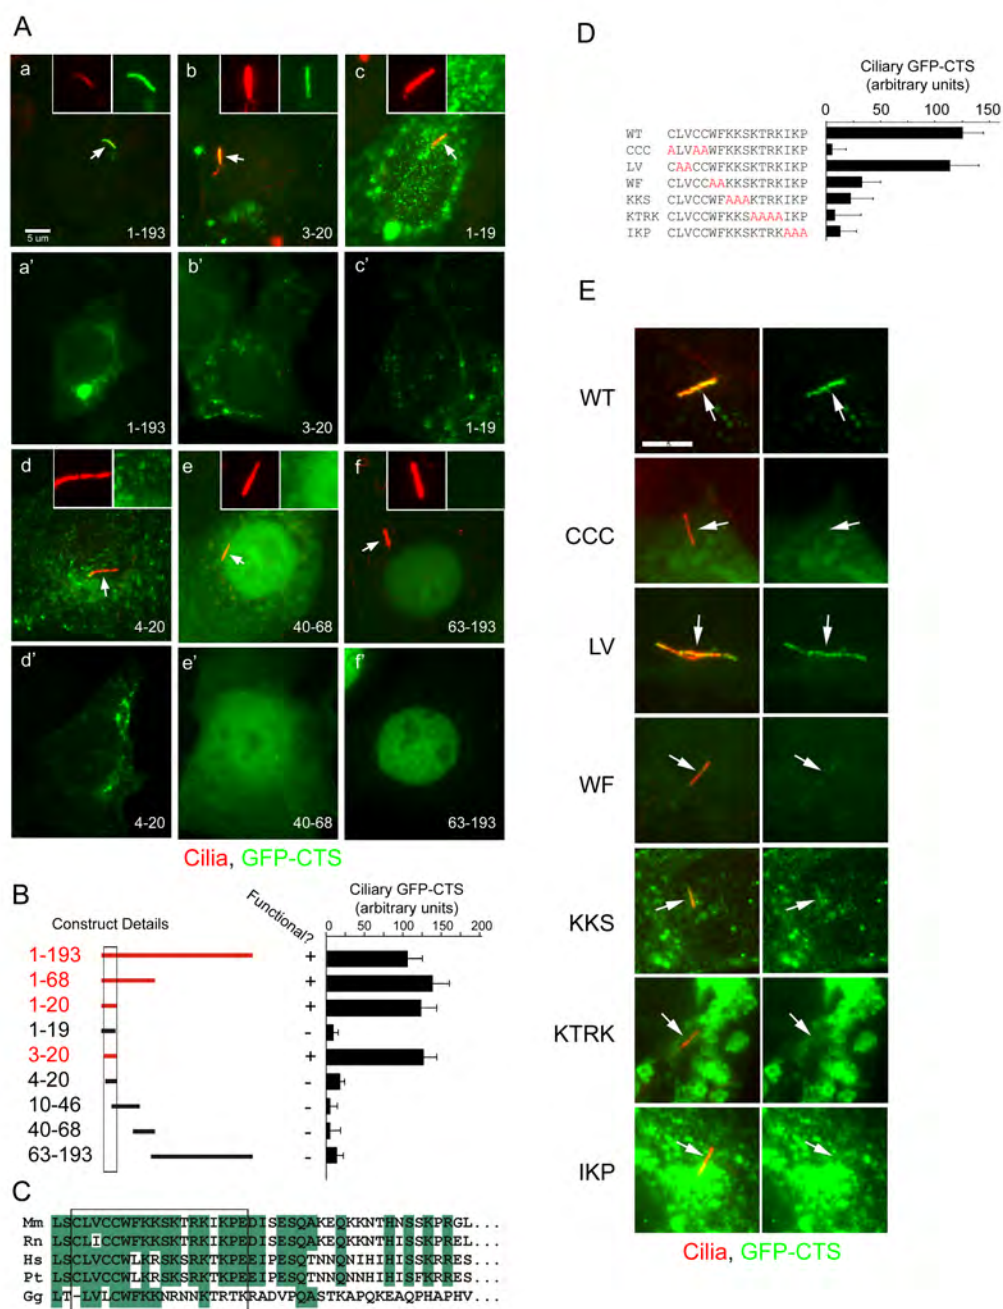 A
a
b
c
5 um
1-193
3-20
1-19
a'
b'
c'
1-193
3-20
1-19
d
e
f
4-20
40-68
63-193
d'
e'
f'
4-20
40-68
63-193
Cilia, GFP-CTS
B
Construct Details
Functional?
Ciliary GFP-CTS
(arbitrary units)
0 50 100 150 200
1-193 +
1-68 +
1-20 +
1-19 -
3-20 +
4-20 -
10-46 -
40-68 -
63-193 -
C
Mm LSCLVCCWFKKSKTRKIKPEDISESQAKEQKKNTHNSSKPRGL...
Rn LSCLICCWFKKSKTRKIKPEDISESQAKEQKKNTHNSSKPREL...
Hs LSCLVCCWLKRSKSRKTKPEEIPESQTNNQNIHIHISSKRRES...
Pt LSCLVCCWLKRSKSRKTKPEEIPESQTNNQNNHIHISFKRRES...
Gg LT-LVLCWFKKNRNNKTRTKRADVPQASTKAPQKEAQPHAPHV...
D
Ciliary GFP-CTS
(arbitrary units)
0 50 100 150
WT CLVCCWFKKSKTRKIKP
CCC ALVAAWFKKSKTRKIKP
LV CAACCWFKKSKTRKIKP
WF CLVCCAAKKSKTRKIKP
KKS CLVCCWFAAAKTRKIKP
KTRK CLVCCWFKKSAAAAIKP
IKP CLVCCWFKKSKTRKAAA
E
WT
CCC
LV
WF
KKS
KTRK
IKP
Cilia, GFP-CTS